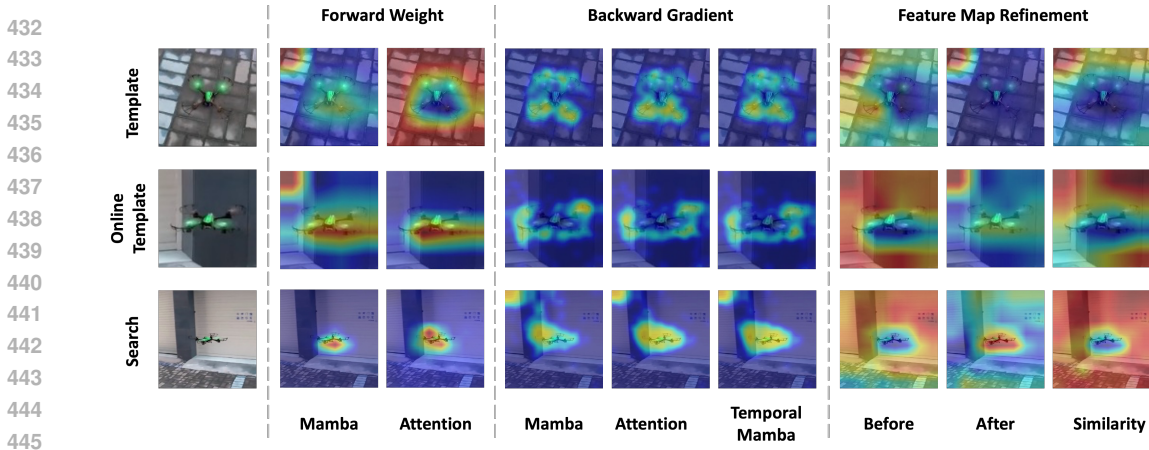 432
Forward Weight
Backward Gradient
Feature Map Refinement
433
434
Template
435
436
437
438
Online
Template
439
440
441
442
Search
443
444
Mamba
Attention
Mamba
Attention
Temporal
Mamba
Before
After
Similarity
445